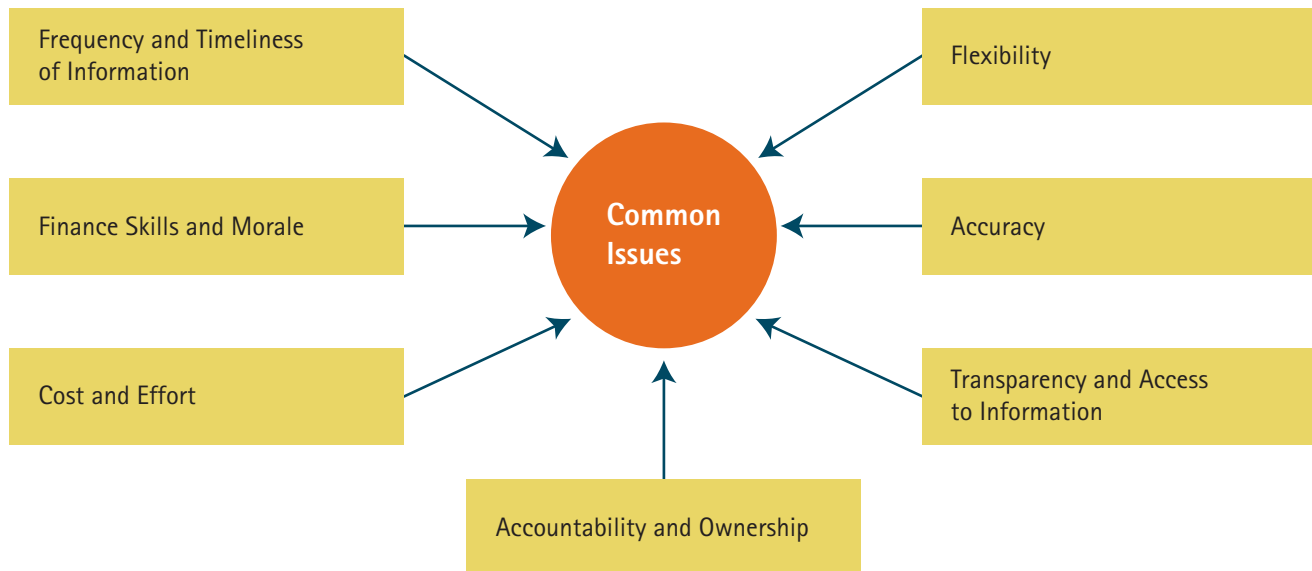 Frequency and Timeliness
of Information
Finance Skills and Morale
Cost and Effort
Common
Issues
Flexibility
Accuracy
Transparency and Access
to Information
Accountability and Ownership